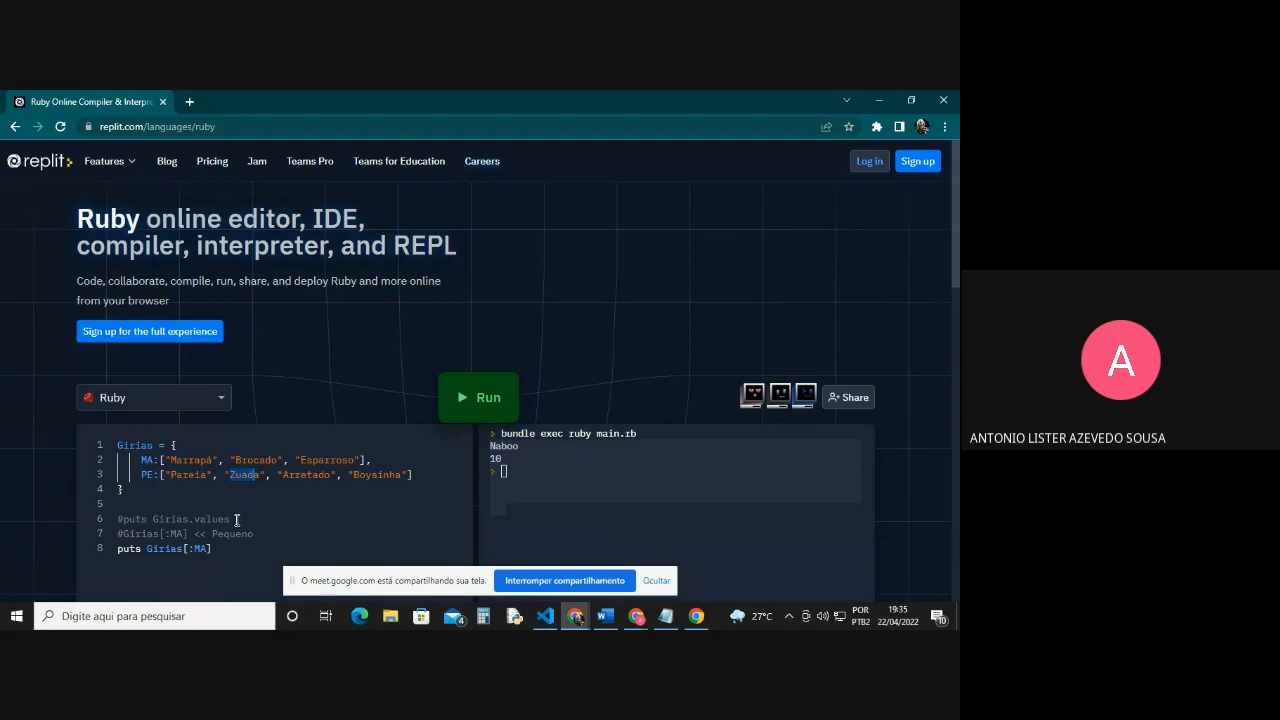 Ruby Online Compiler & Interpre
replit.com/languages/ruby
replit
Features
Blog
Pricing
Jam
Teams Pro
Teams for Education
Careers
Log in
Sign up
Ruby online editor, IDE,
compiler, interpreter, and REPL
Code, collaborate, compile, run, share, and deploy Ruby and more online
from your browser
Sign up for the full experience
Ruby
Run
Share
1 Girias = {
2 MA:["Marrapá", "Brocado", "Esparroso"],
3 PE:["Pareia", "Zuada", "Arretado", "Boysinha"]
4 }
5
6 #puts Girias.values
7 #Girias[:MA] << Pequeno
8 puts Girias[:MA]
> bundle exec ruby main.rb
Naboo
10
>
A
ANTONIO LISTER AZEVEDO SOUSA
O meet.google.com está compartilhando sua tela.
Interromper compartilhamento
Ocultar
Digite aqui para pesquisar
4
27°C
POR
PTB2
19:35
22/04/2022
10